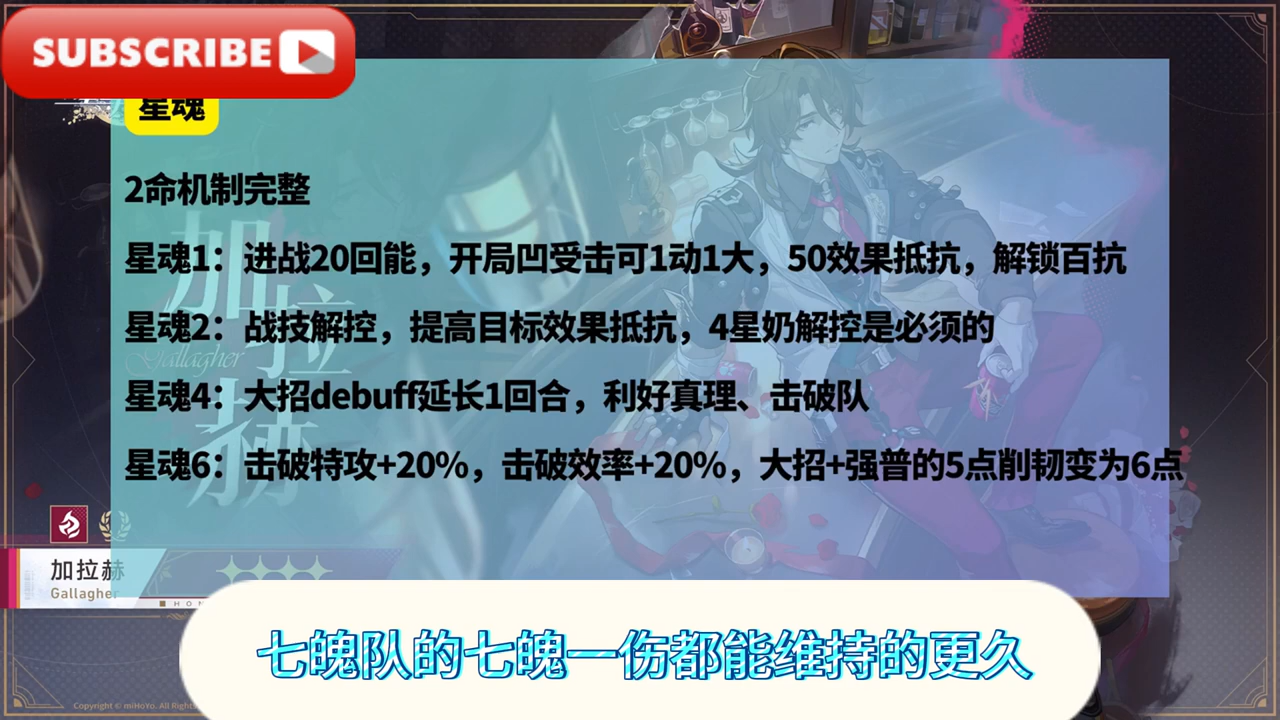 SUBSCRIBE
星魂
2命机制完整
星魂1：进战20回能，开局凹受击可1动1大，50效果抵抗，解锁百抗
星魂2：战技解控，提高目标效果抵抗，4星奶解控是必须的
星魂4：大招debuff延长1回合，利好真理、击破队
星魂6：击破特攻+20%，击破效率+20%，大招+强普的5点削韧变为6点
加拉赫
Gallagher
加拉赫
Gallagher
七魄队的七魄一伤都能维持的更久
Copyright © miHoYo. All Rights